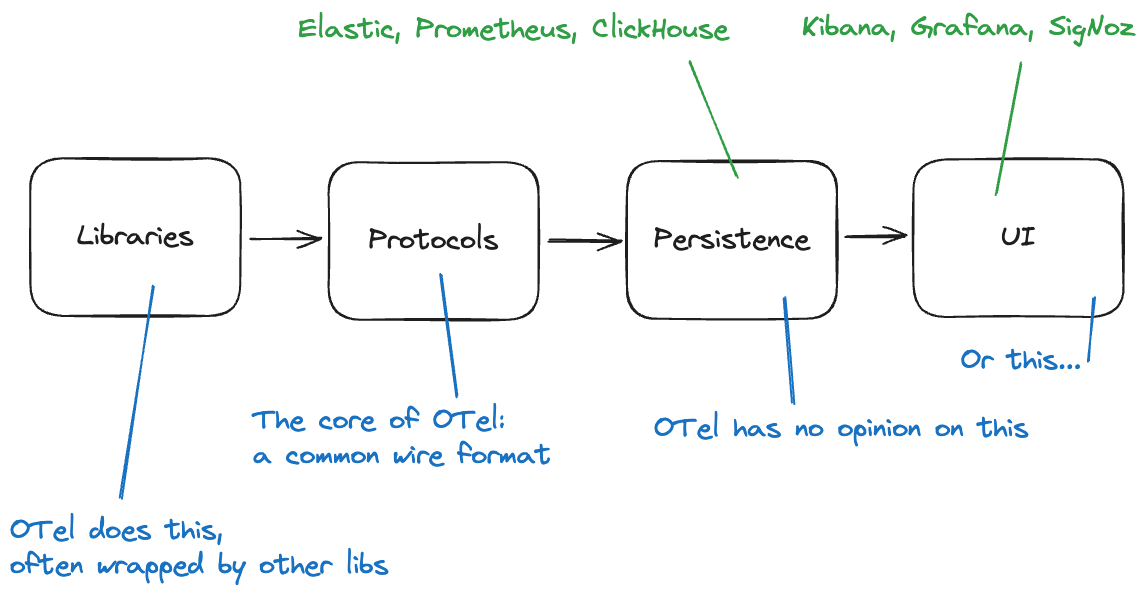 Elastic, Prometheus, ClickHouse
Kibana, Grafana, SigNoz
Libraries
Protocols
Persistence
UI
Or this...
The core of OTel:
a common wire format
OTel has no opinion on this
OTel does this,
often wrapped by other libs